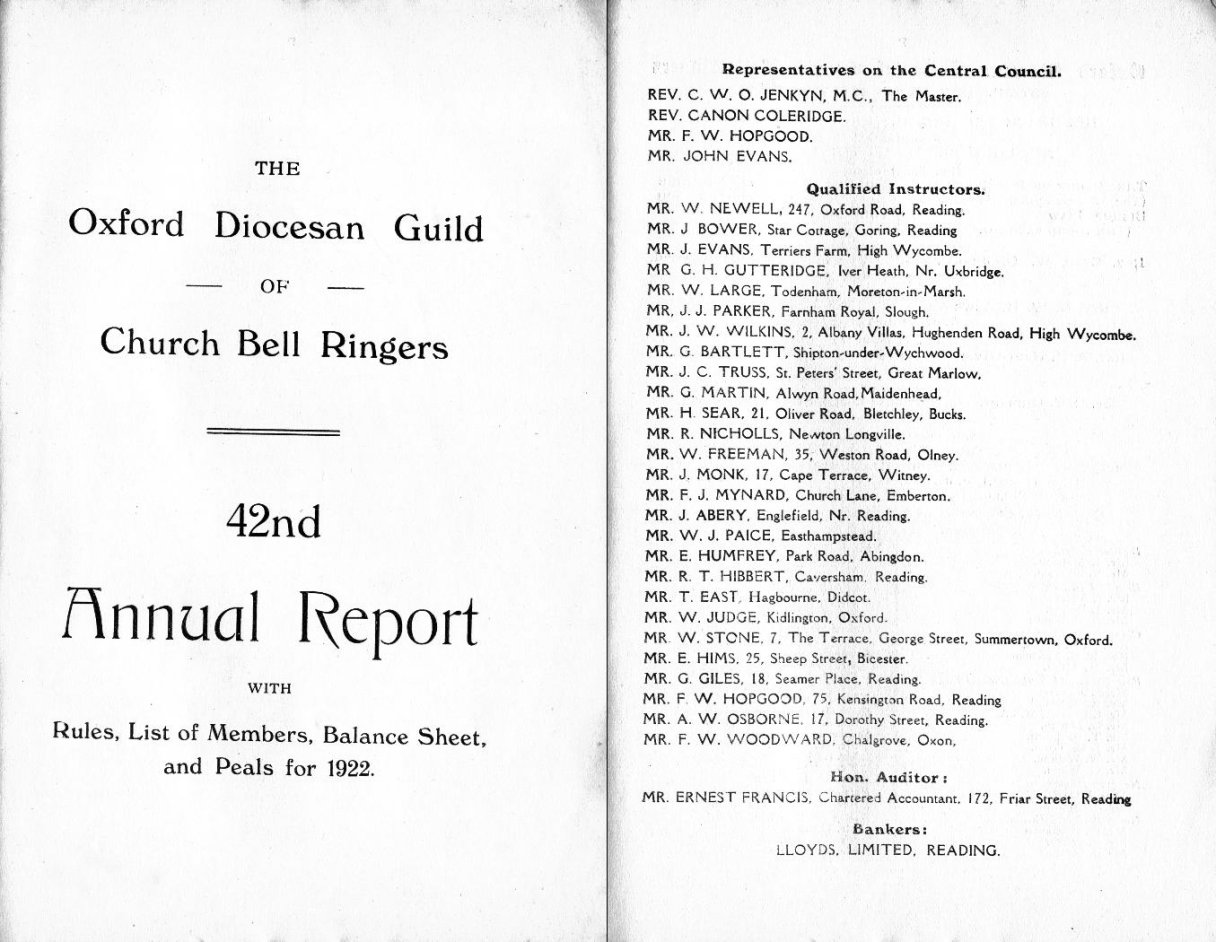 THE
Oxford Diocesan Guild
— OF —
Church Bell Ringers
42nd
Annual Report
WITH
Rules, List of Members, Balance Sheet,
and Peals for 1922.
Representatives on the Central Council.
REV. C. W. O. JENKYN, M.C., The Master.
REV. CANON COLERIDGE.
MR. F. W. HOPGOOD.
MR. JOHN EVANS.
Qualified Instructors.
MR. W. NEWELL, 247, Oxford Road, Reading.
MR. J BOWER, Star Cottage, Goring, Reading
MR. J. EVANS, Terriers Farm, High Wycombe.
MR G. H. GUTTERIDGE, Iver Heath, Nr. Uxbridge.
MR. W. LARGE, Todenham, Moreton-in-Marsh.
MR, J. J. PARKER, Farnham Royal, Slough.
MR. J. W. WILKINS, 2, Albany Villas, Hughenden Road, High Wycombe.
MR. G. BARTLETT, Shipton-under-Wychwood.
MR. J. C. TRUSS, St. Peters' Street, Great Marlow,
MR. G. MARTIN, Alwyn Road, Maidenhead,
MR. H. SEAR, 21, Oliver Road, Bletchley, Bucks.
MR. R. NICHOLLS, Newton Longville.
MR. W. FREEMAN, 35, Weston Road, Olney.
MR. J. MONK, 17, Cape Terrace, Witney.
MR. F. J. MYNARD, Church Lane, Emberton.
MR. J. ABERY, Englefield, Nr. Reading.
MR. W. J. PAICE, Easthampstead.
MR. E. HUMFREY, Park Road, Abingdon.
MR. R. T. HIBBERT, Caversham, Reading.
MR. T. EAST, Hagbourne, Didcot.
MR. W. JUDGE, Kidlington, Oxford.
MR. W. STONE, 7, The Terrace, George Street, Summertown, Oxford.
MR. E. HIMS, 25, Sheep Street, Bicester.
MR. G. GILES, 18, Seamer Place, Reading.
MR. F. W. HOPGOOD, 75, Kensington Road, Reading
MR. A. W. OSBORNE, 17, Dorothy Street, Reading.
MR. F. W. WOODWARD, Chalgrove, Oxon,
Hon. Auditor:
MR. ERNEST FRANCIS, Chartered Accountant, 172, Friar Street, Reading
Bankers:
LLOYDS, LIMITED, READING.